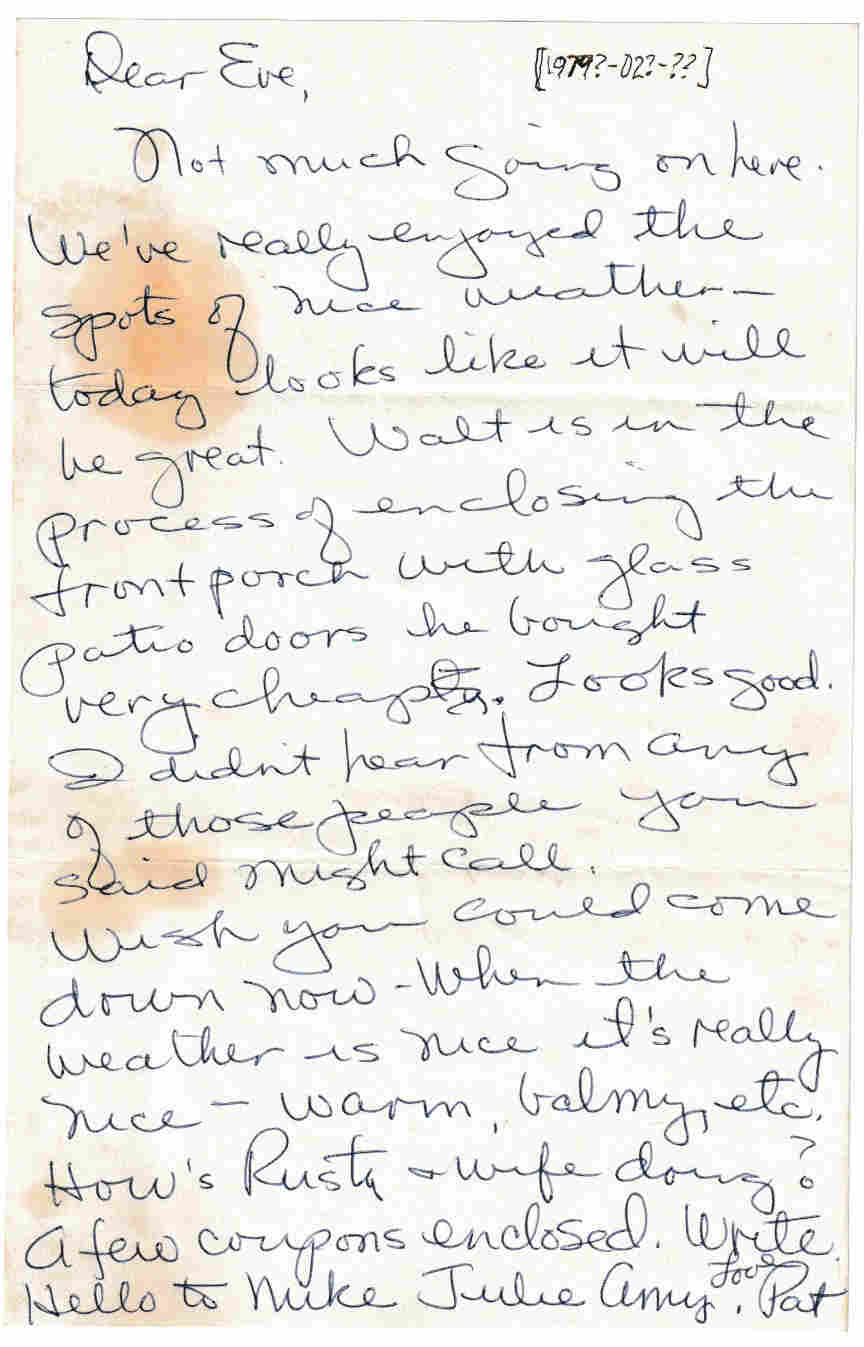 Dear Eve,
[1979?-02?-??]
Not much going on here.
We've really enjoyed the
spots of nice weather—
today looks like it will
be great. Walt is in the
process of enclosing the
front porch with glass
patio doors he bought
very cheaply. Looks good.
I didn't hear from any
of those people you
said might call.
Wish you could come
down now - When the
weather is nice it's really
nice — warm, balmy, etc.
How's Rusty & wife doing?
A few coupons enclosed. Write.
Hello to Mike Julie Amy. Love Pat